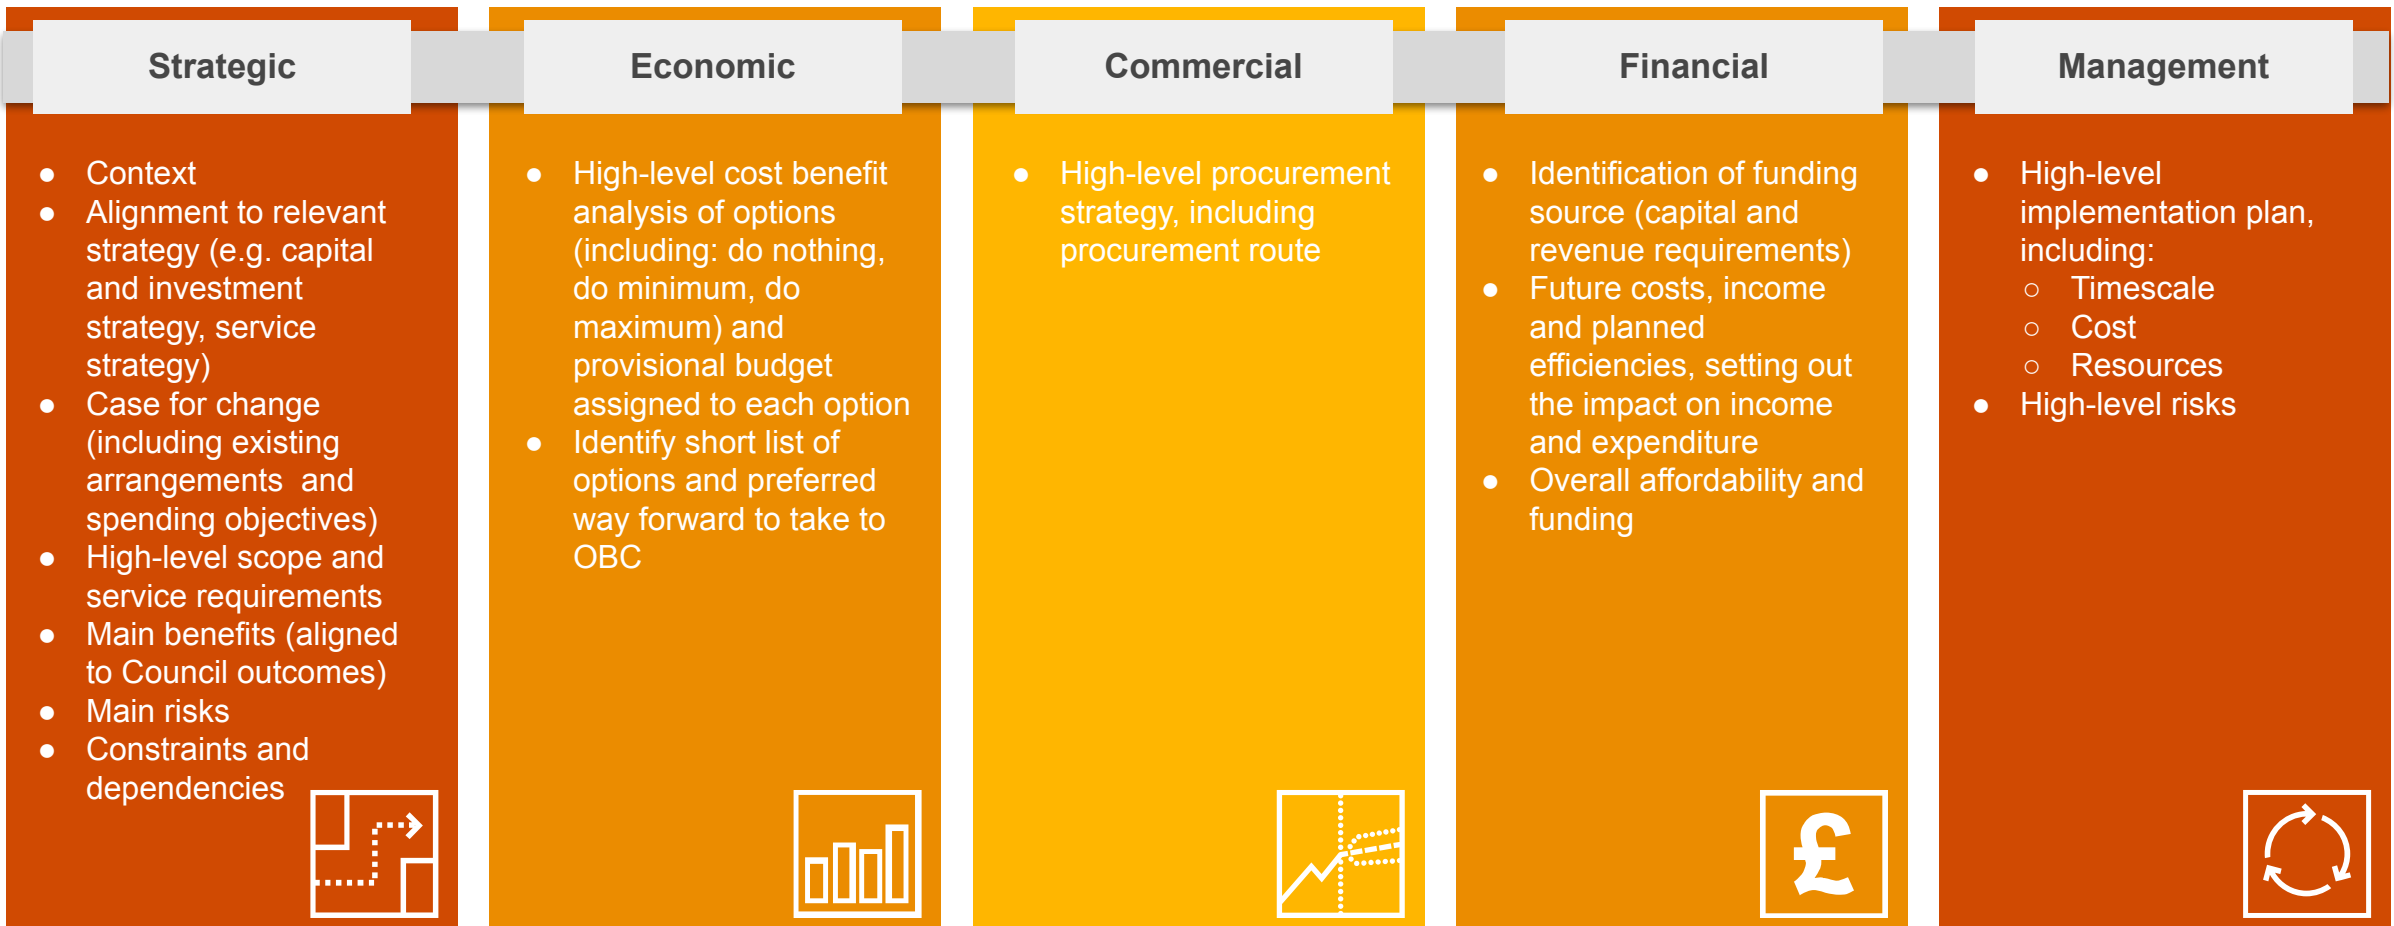 Strategic
Economic
Commercial
Financial
Management
● Context
● Alignment to relevant
strategy (e.g. capital
and investment
strategy, service
strategy)
● Case for change
(including existing
arrangements  and
spending objectives)
● High-level scope and
service requirements
● Main benefits (aligned
to Council outcomes)
● Main risks
● Constraints and
dependencies
● High-level cost benefit
analysis of options
(including: do nothing,
do minimum, do
maximum) and
provisional budget
assigned to each option
● Identify short list of
options and preferred
way forward to take to
OBC
● High-level procurement
strategy, including
procurement route
● Identification of funding
source (capital and
revenue requirements)
● Future costs, income
and planned
efficiencies, setting out
the impact on income
and expenditure
● Overall affordability and
funding
£
● High-level
implementation plan,
including:
○ Timescale
○ Cost
○ Resources
● High-level risks